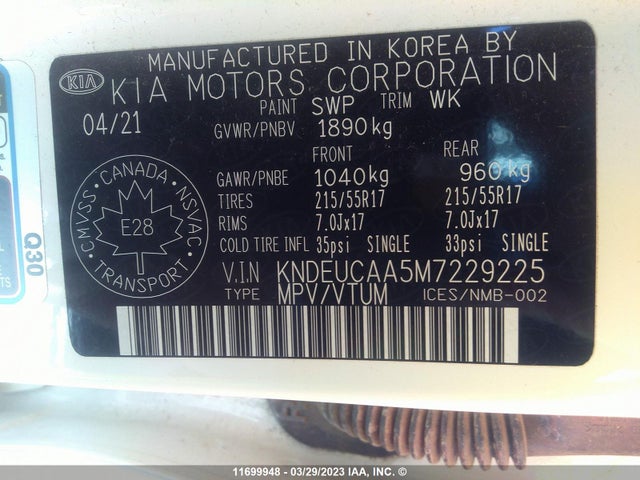 MANUFACTURED IN KOREA BY
KIA KIA MOTORS CORPORATION
PAINT SWP TRIM WK
04/21 GVWR/PNBV 1890kg
FRONT REAR
GAWR/PNBE 1040kg 960kg
TIRES 215/55R17 215/55R17
RIMS 7.0Jx17 7.0Jx17
COLD TIRE INFL 35psi SINGLE 33psi SINGLE
CANADA
CMVSS NSVAC
E28
TRANSPORT
V.I.N KNDEUCAA5M7229225
TYPE MPV/VTUM ICES/NMB-002
Q30
11699948 - 03/29/2023 IAA, INC. ©